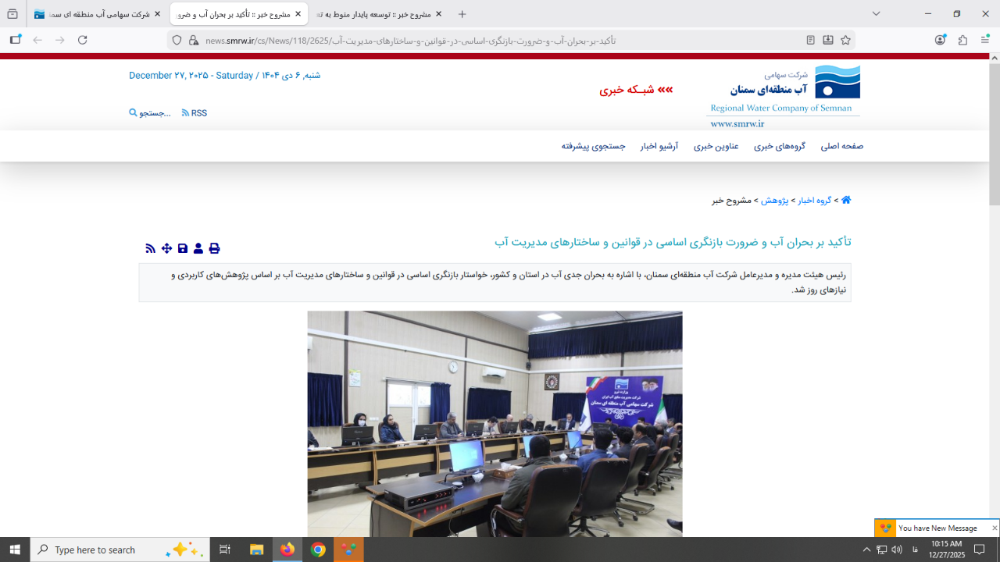 شرکت سهامی آب منطقه ای سمنا
مشروح خبر :: تأکید بر بحران آب و ضرور
مشروح خبر :: توسعه پایدار منوط به تع
news.smrw.ir/cs/News/118/2625/تأکید-بر-بحران-آب-و-ضرورت-بازنگری-اساسی-در-قوانین-و-ساختارهای-مدیریت-آب
شرکت سهامی
آب منطقه‌ای سمنان
Regional Water Company of Semnan
www.smrw.ir
»» شبـکه خبری
شنبه, ۶ دی ۱۴۰۴ / December ۲۷, ۲۰۲۵ - Saturday
RSS
جستجو...
صفحه اصلی گروه‌های خبری عناوین خبری آرشیو اخبار جستجوی پیشرفته
> گروه اخبار > پژوهش > مشروح خبر
تأکید بر بحران آب و ضرورت بازنگری اساسی در قوانین و ساختارهای مدیریت آب
رئیس هیئت مدیره و مدیرعامل شرکت آب منطقه‌ای سمنان، با اشاره به بحران جدی آب در استان و کشور، خواستار بازنگری اساسی در قوانین و ساختارهای مدیریت آب بر اساس پژوهش‌های کاربردی و
نیازهای روز شد.
وزارت نیرو
شرکت مدیریت منابع آب ایران
شرکت سهامی آب منطقه ای سمنان
You have New Message
Type here to search
فا
10:15 AM
12/27/2025